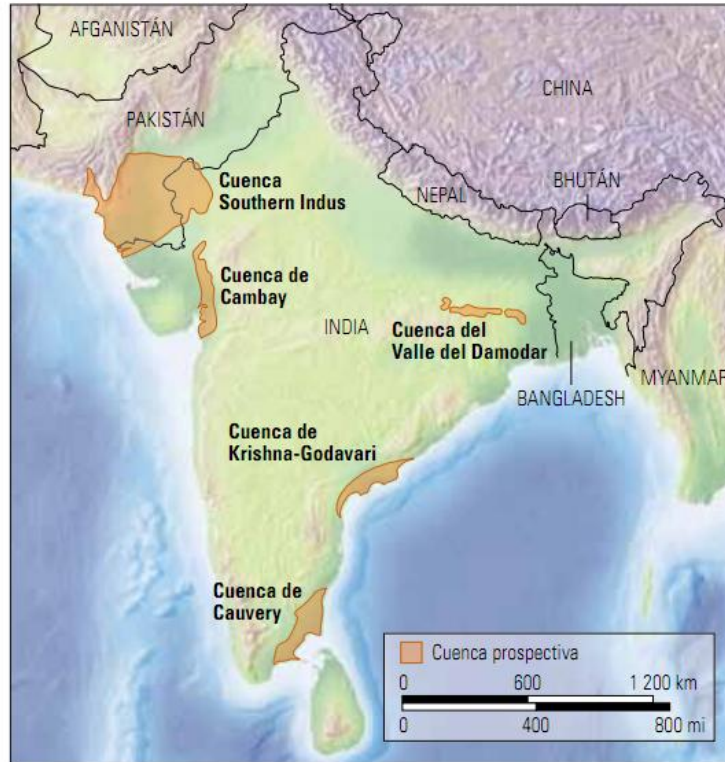 AFGANISTÁN
CHINA
PAKISTÁN
Cuenca
Southern Indus
NEPAL
BHUTÁN
Cuenca de
Cambay
INDIA
Cuenca del
Valle del Damodar
MYANMAR
BANGLADESH
Cuenca de
Krishna-Godavari
Cuenca de
Cauvery
Cuenca prospectiva
0 600 1 200 km
0 400 800 mi